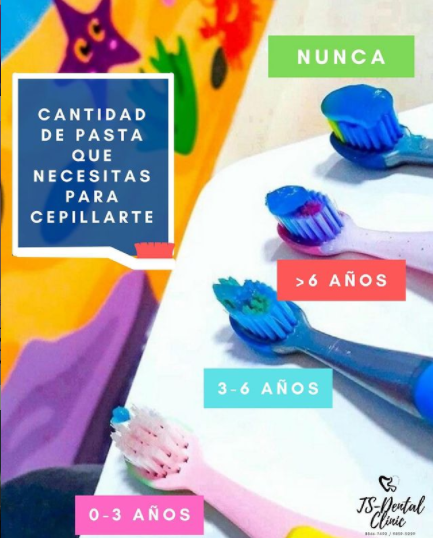 NUNCA
CANTIDAD
DE PASTA
QUE
NECESITAS
PARA
CEPILLARTE
>6 AÑOS
3-6 AÑOS
0-3 AÑOS
JS-Dental
Clinic